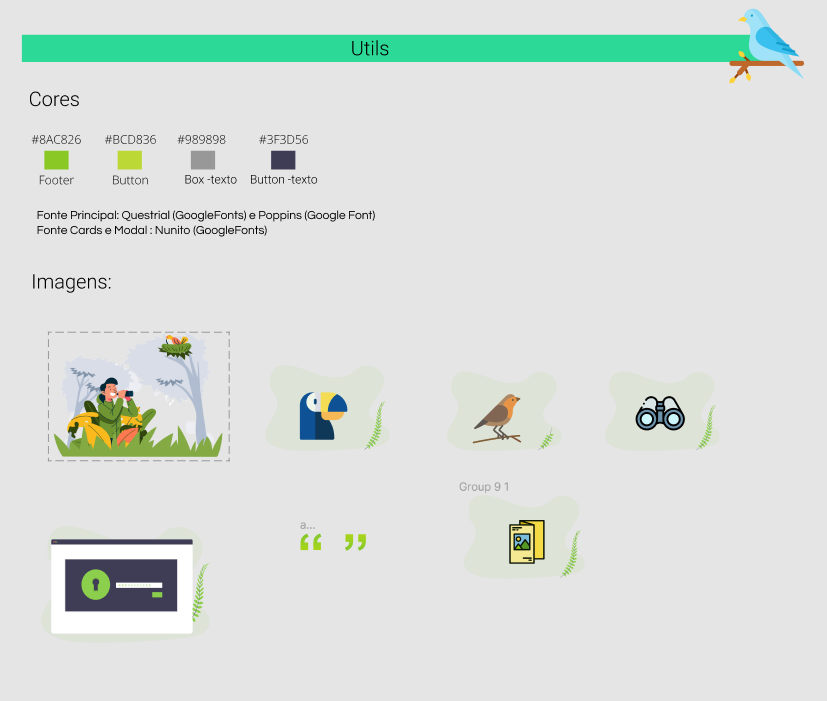 Utils
Cores
#8AC826 #BCD836 #989898 #3F3D56
Footer Button Box -texto Button -texto
Fonte Principal: Questrial (GoogleFonts) e Poppins (Google Font)
Fonte Cards e Modal : Nunito (GoogleFonts)
Imagens:
Group 9 1
a...
“ ”